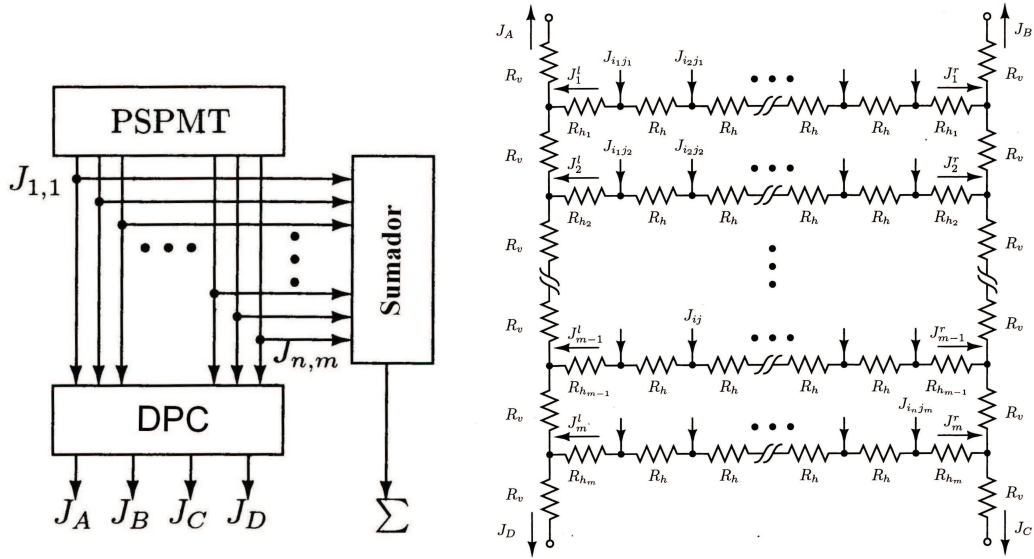 PSPMT
J_{1,1}
Sumador
J_{n,m}
DPC
J_A J_B J_C J_D Σ
J_A J_B
R_v R_v
J_1^l J_{i_1j_1} J_{i_2j_1} J_1^r
R_{h_1} R_h R_h R_h R_h R_{h_1}
R_v R_v
J_2^l J_{i_1j_2} J_{i_2j_2} J_2^r
R_{h_2} R_h R_h R_h R_h R_{h_2}
R_v R_v
R_v R_v
J_{m-1}^l J_{ij} J_{m-1}^r
R_{h_{m-1}} R_h R_h R_h R_h R_{h_{m-1}}
R_v R_v
J_m^l J_{i_nj_m} J_m^r
R_{h_m} R_h R_h R_h R_h R_{h_m}
R_v R_v
J_D J_C